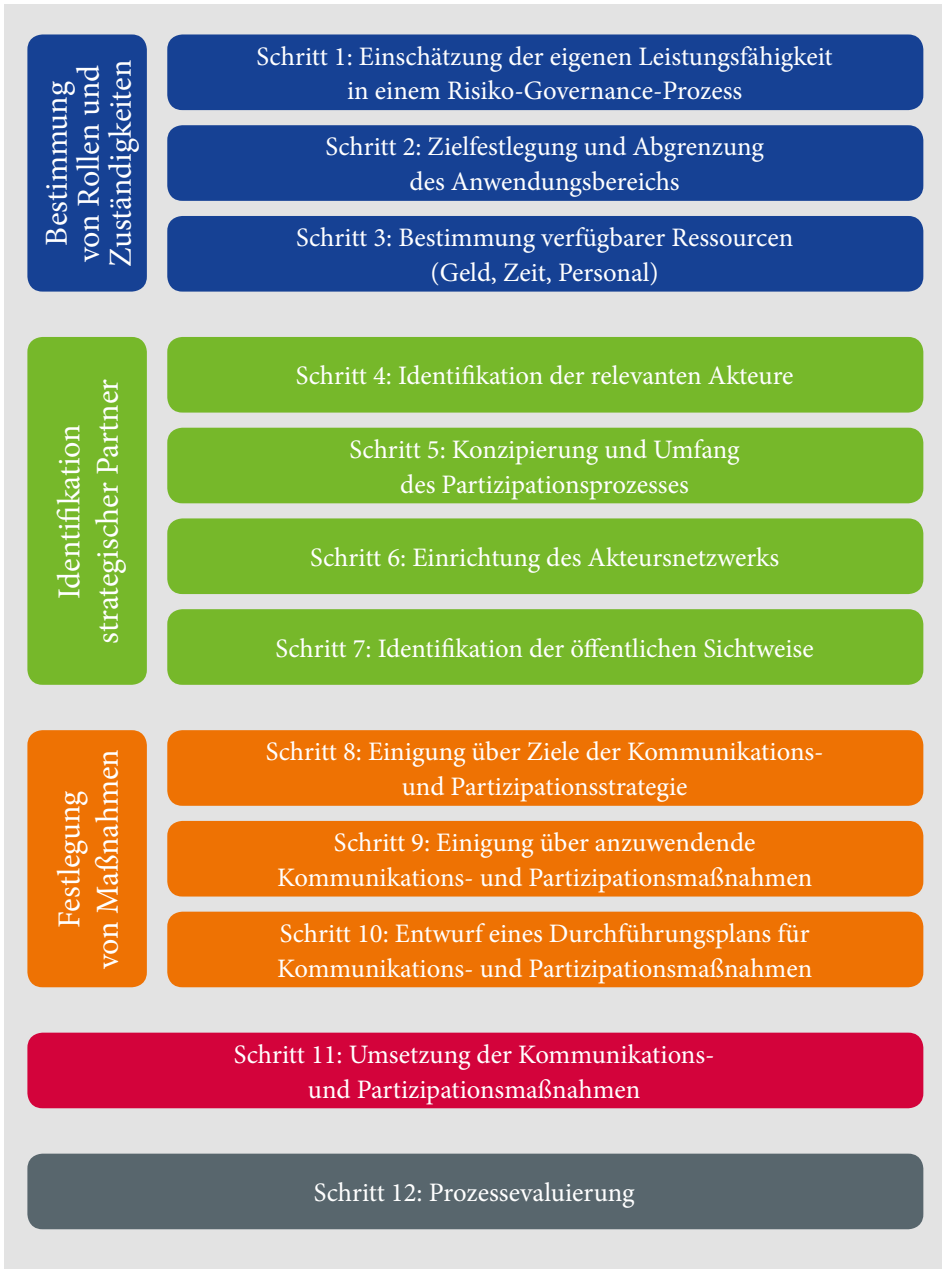 Bestimmung
von Rollen und
Zuständigkeiten
Schritt 1: Einschätzung der eigenen Leistungsfähigkeit
in einem Risiko-Governance-Prozess
Schritt 2: Zielfestlegung und Abgrenzung
des Anwendungsbereichs
Schritt 3: Bestimmung verfügbarer Ressourcen
(Geld, Zeit, Personal)
Identifikation
strategischer Partner
Schritt 4: Identifikation der relevanten Akteure
Schritt 5: Konzipierung und Umfang
des Partizipationsprozesses
Schritt 6: Einrichtung des Akteursnetzwerks
Schritt 7: Identifikation der öffentlichen Sichtweise
Festlegung
von Maßnahmen
Schritt 8: Einigung über Ziele der Kommunikations-
und Partizipationsstrategie
Schritt 9: Einigung über anzuwendende
Kommunikations- und Partizipationsmaßnahmen
Schritt 10: Entwurf eines Durchführungsplans für
Kommunikations- und Partizipationsmaßnahmen
Schritt 11: Umsetzung der Kommunikations-
und Partizipationsmaßnahmen
Schritt 12: Prozessevaluierung